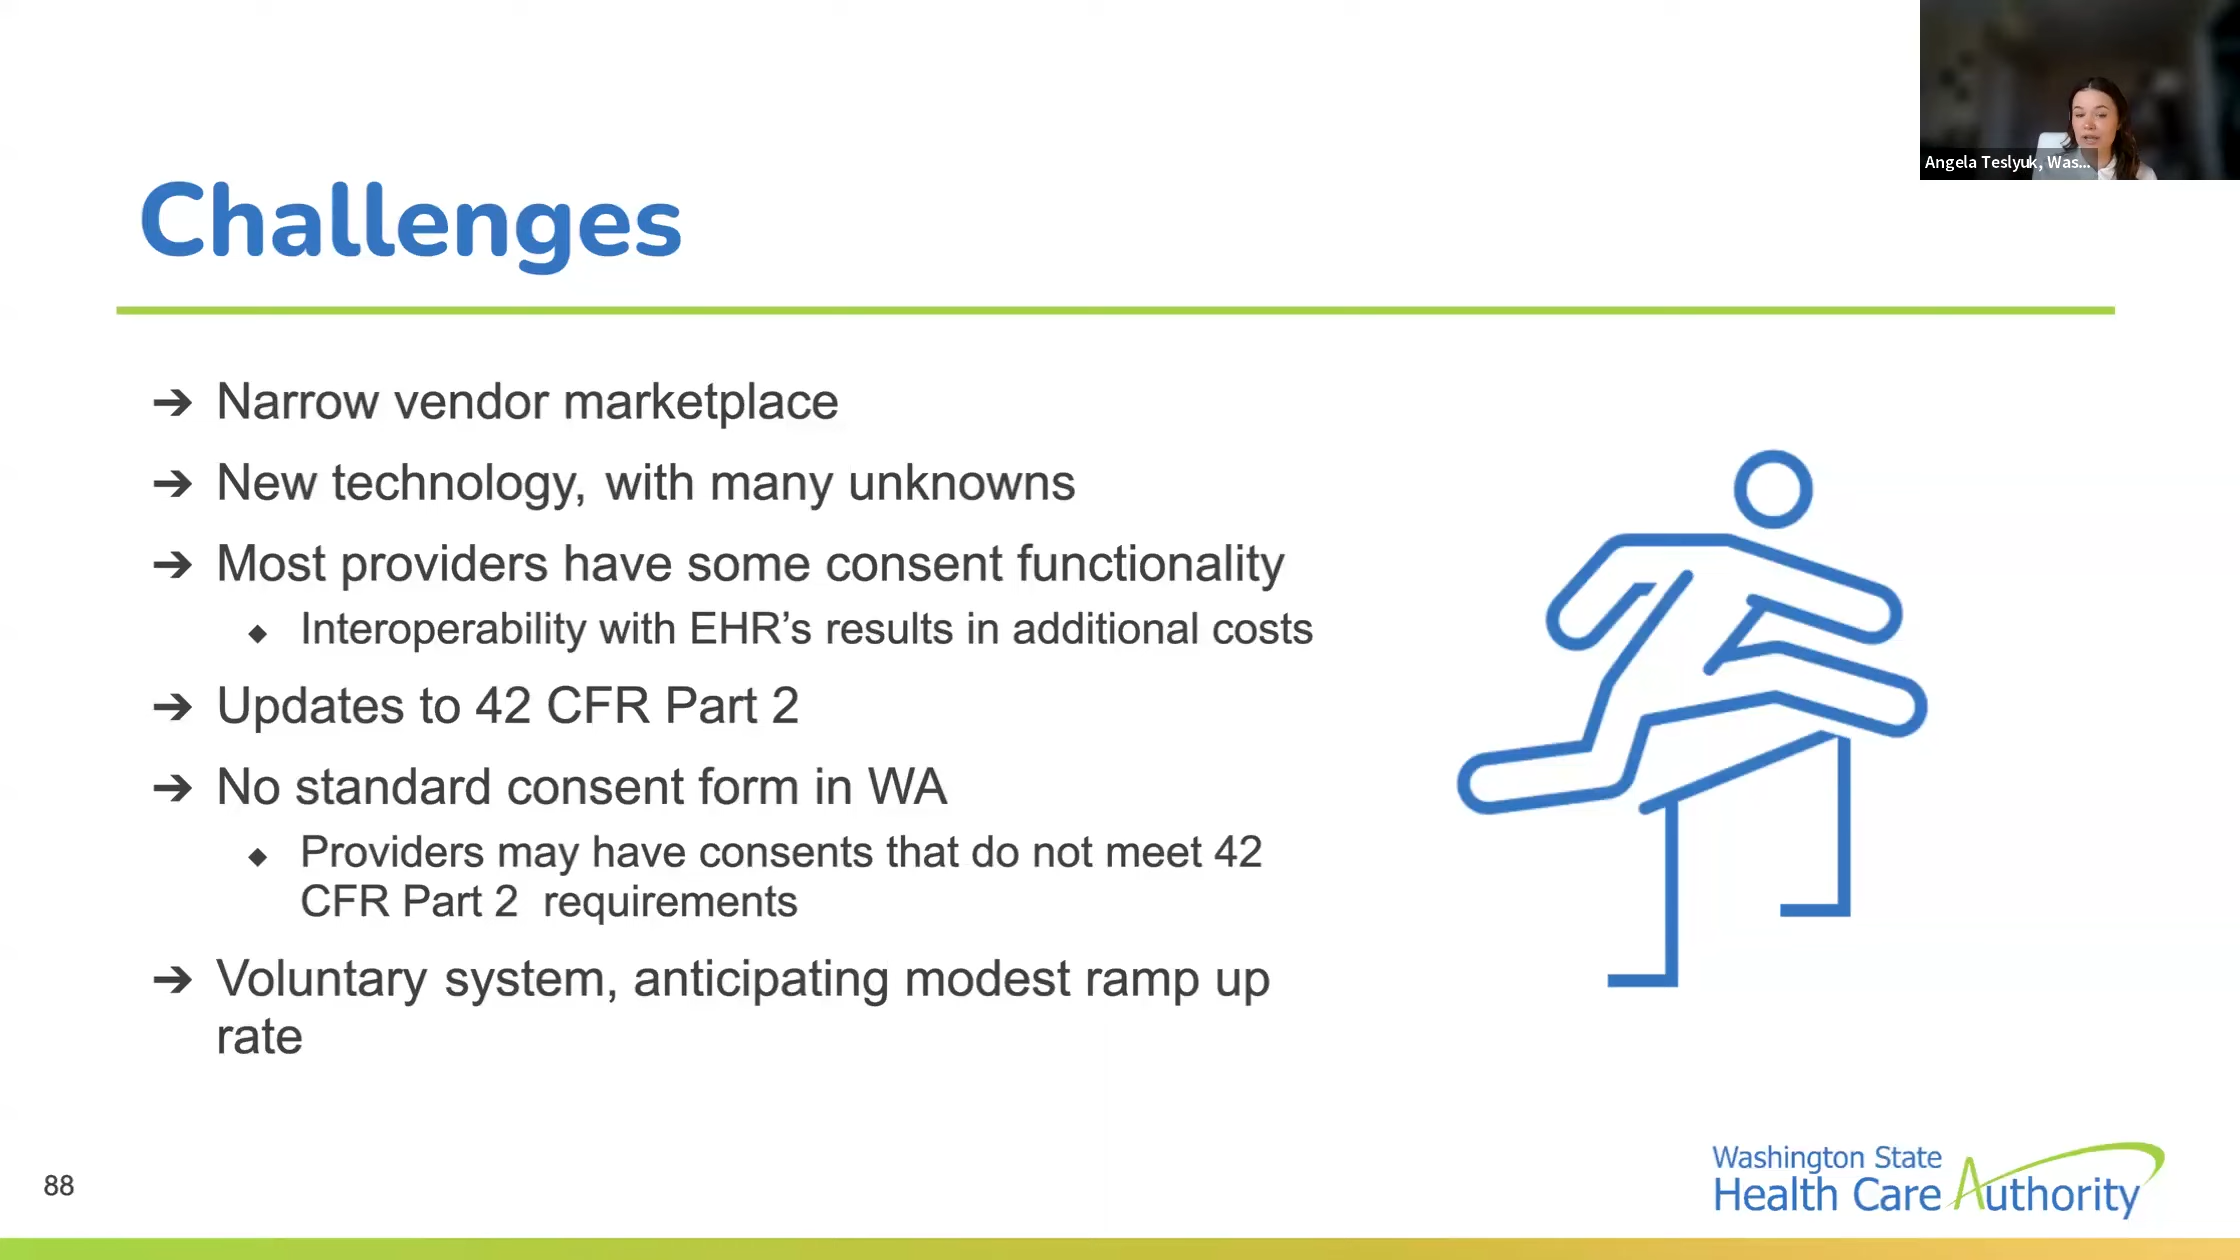 Angela Teslyuk, Was...
Challenges
➔ Narrow vendor marketplace
➔ New technology, with many unknowns
➔ Most providers have some consent functionality
◆ Interoperability with EHR’s results in additional costs
➔ Updates to 42 CFR Part 2
➔ No standard consent form in WA
◆ Providers may have consents that do not meet 42
CFR Part 2  requirements
➔ Voluntary system, anticipating modest ramp up
rate
88
Washington State
Health Care Authority